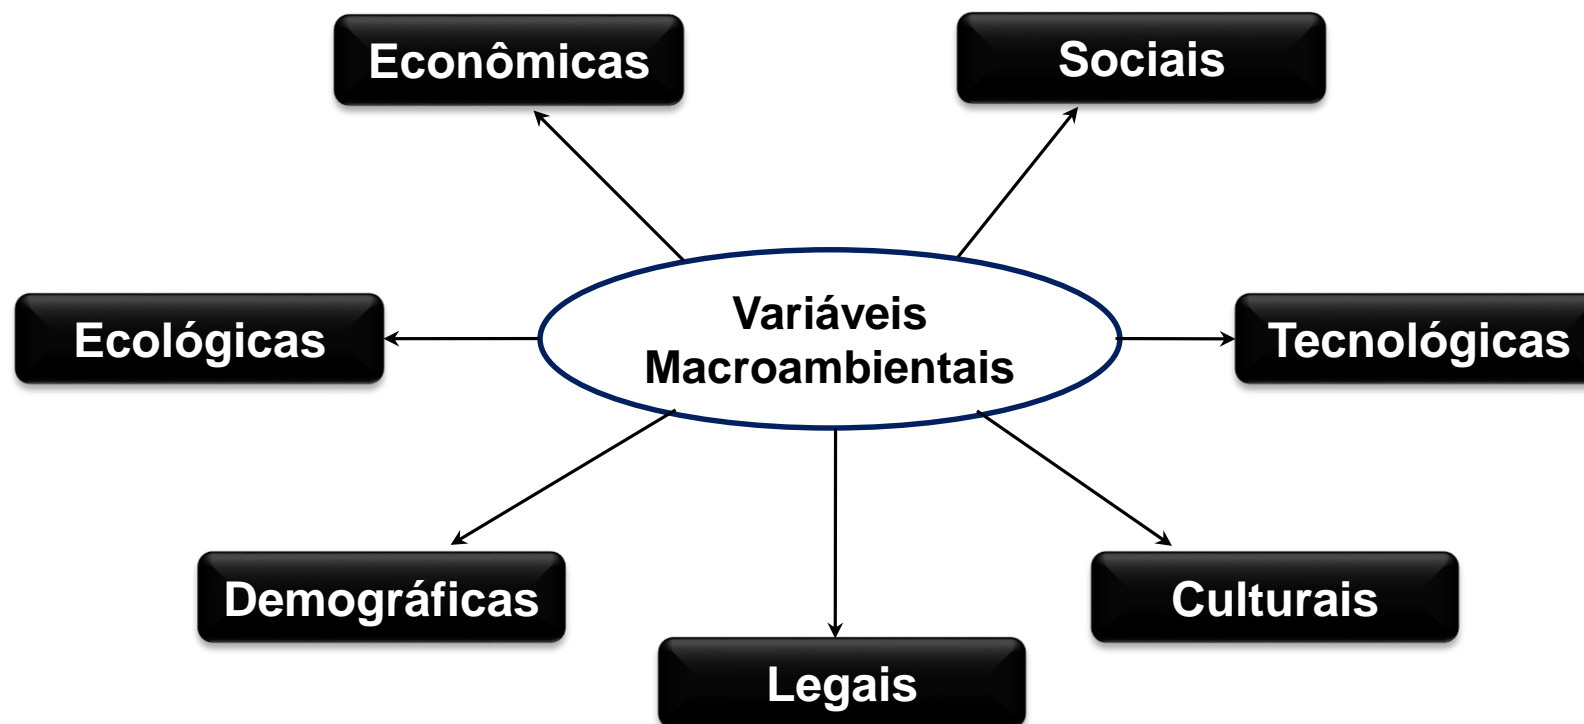 Econômicas
Sociais
Variáveis
Macroambientais
Ecológicas
Tecnológicas
Demográficas
Culturais
Legais